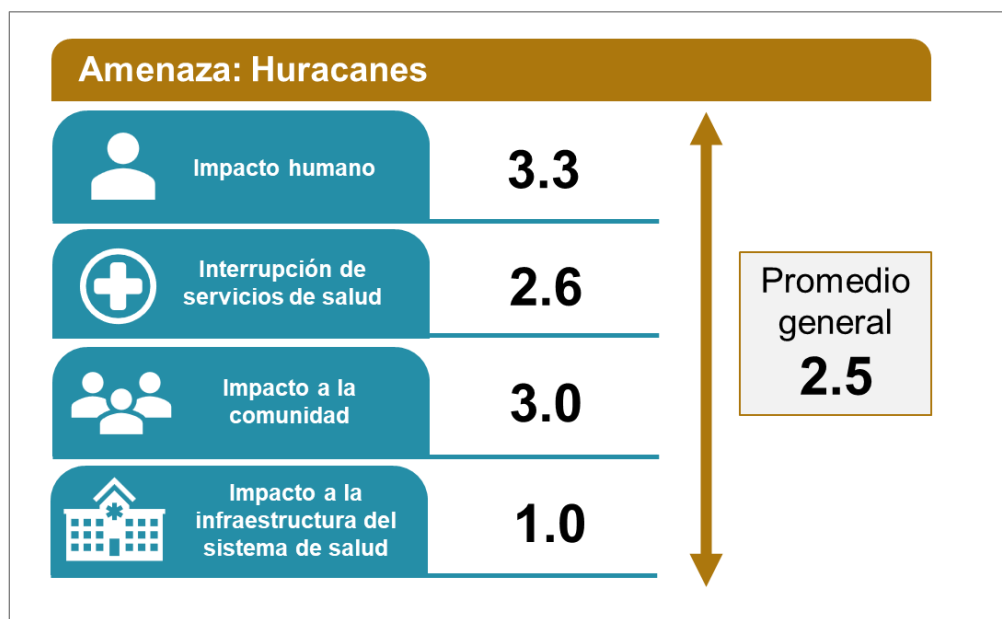 Amenaza: Huracanes
Impacto humano
3.3
Interrupción de
servicios de salud
2.6
Impacto a la
comunidad
3.0
Impacto a la
infraestructura del
sistema de salud
1.0
Promedio
general
2.5